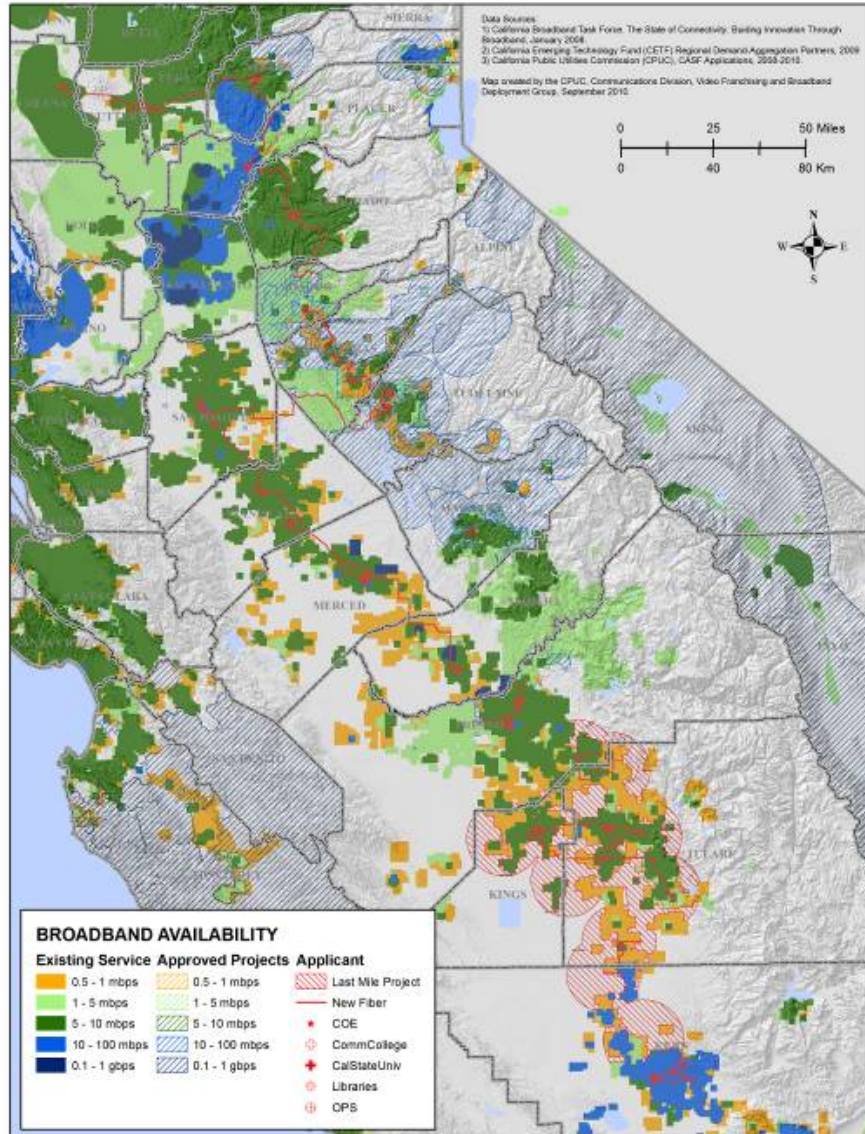 SIERRA
Data Sources:
1) California Broadband Task Force. The State of Connectivity: Building Innovation Through
Broadband, January 2008.
2) California Emerging Technology Fund (CETF) Regional Demand Aggregation Partners, 2009
3) California Public Utilities Commission (CPUC), CASF Applications, 2008-2010.
Map created by the CPUC, Communications Division, Video Franchising and Broadband
Deployment Group, September 2010.
PLACER
0 25 50 Miles
0 40 80 Km
N
W E
S
ALPINE
TUOLUMNE
MONO
MERCED
INYO
SAN BENITO
TULARE
KINGS
BROADBAND AVAILABILITY
Existing Service Approved Projects Applicant
0.5 - 1 mbps 0.5 - 1 mbps Last Mile Project
1 - 5 mbps 1 - 5 mbps New Fiber
5 - 10 mbps 5 - 10 mbps COE
10 - 100 mbps 10 - 100 mbps CommCollege
0.1 - 1 gbps 0.1 - 1 gbps CalStateUniv
Libraries
OPS